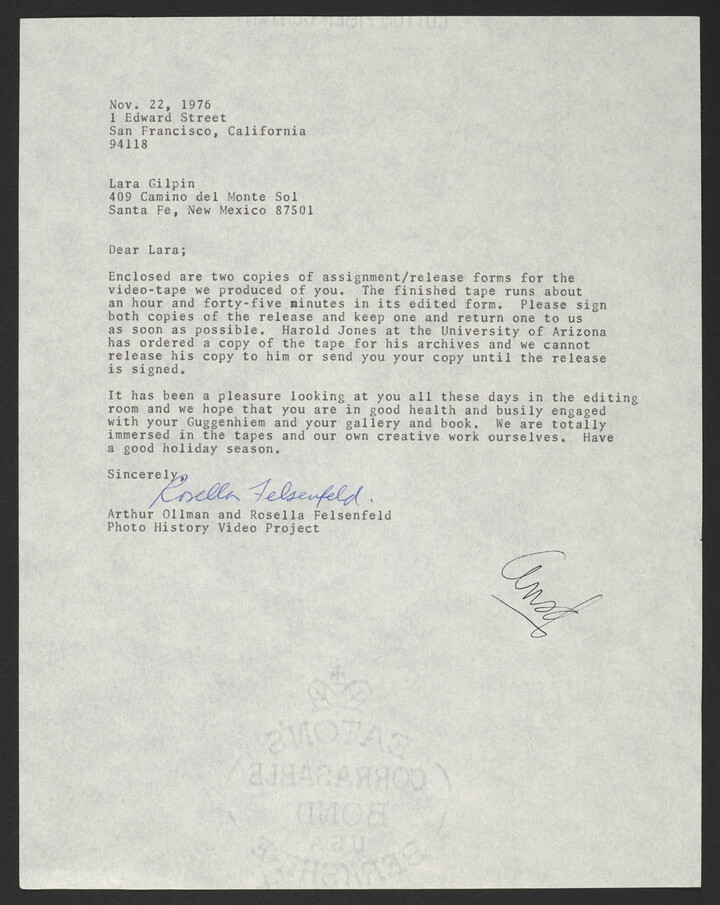 Nov. 22, 1976
1 Edward Street
San Francisco, California
94118
Lara Gilpin
409 Camino del Monte Sol
Santa Fe, New Mexico 87501
Dear Lara;
Enclosed are two copies of assignment/release forms for the
video-tape we produced of you. The finished tape runs about
an hour and forty-five minutes in its edited form. Please sign
both copies of the release and keep one and return one to us
as soon as possible. Harold Jones at the University of Arizona
has ordered a copy of the tape for his archives and we cannot
release his copy to him or send you your copy until the release
is signed.
It has been a pleasure looking at you all these days in the editing
room and we hope that you are in good health and busily engaged
with your Guggenhiem and your gallery and book. We are totally
immersed in the tapes and our own creative work ourselves. Have
a good holiday season.
Sincerely,
Rosella Felsenfeld.
Arthur Ollman and Rosella Felsenfeld
Photo History Video Project
EATON'S
CORRASABLE
BOND
USA
BERKSHIRE